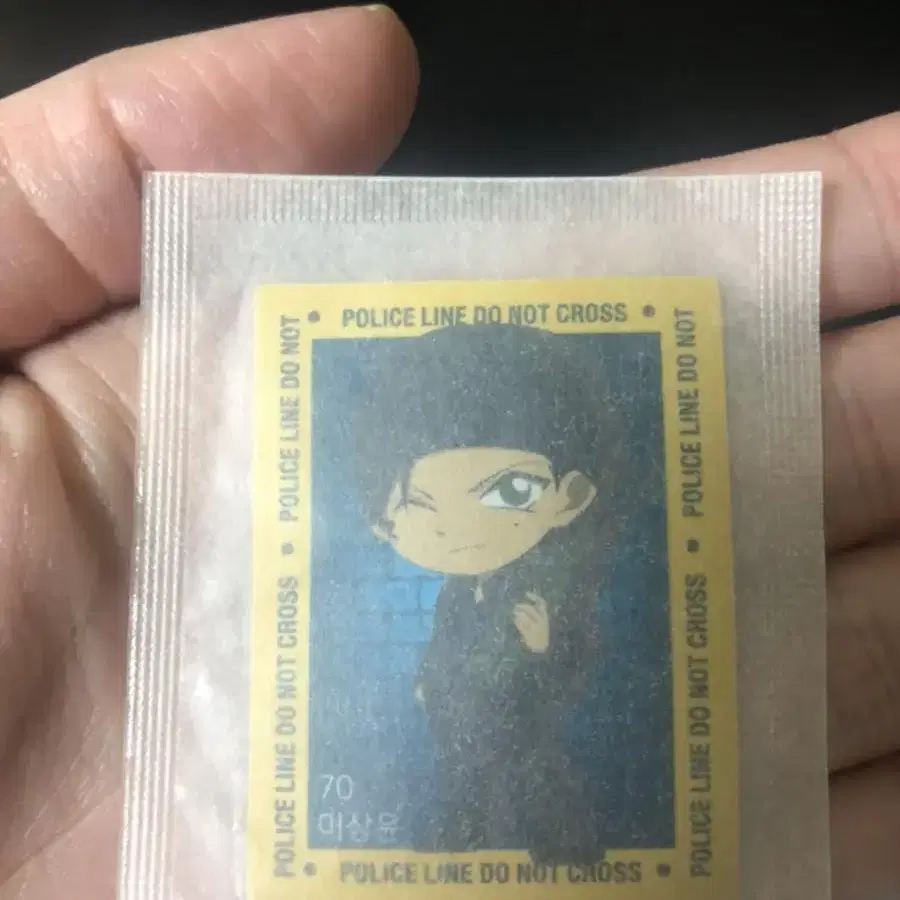 • POLICE LINE DO NOT CROSS •
POLICE LINE DO NOT CROSS • POLICE LINE DO NOT
POLICE LINE DO NOT CROSS • POLICE LINE DO NOT
70
이상윤
• POLICE LINE DO NOT CROSS •